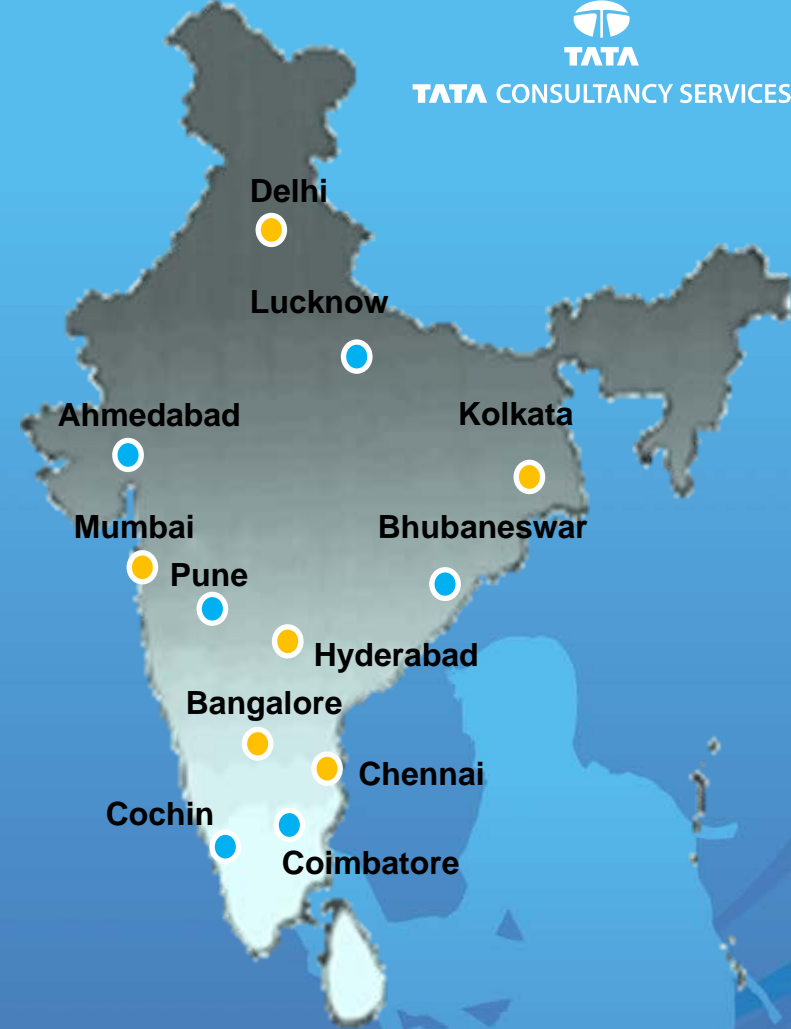 TATA
TATA CONSULTANCY SERVICES
Delhi
Lucknow
Ahmedabad
Kolkata
Mumbai
Bhubaneswar
Pune
Hyderabad
Bangalore
Chennai
Cochin
Coimbatore